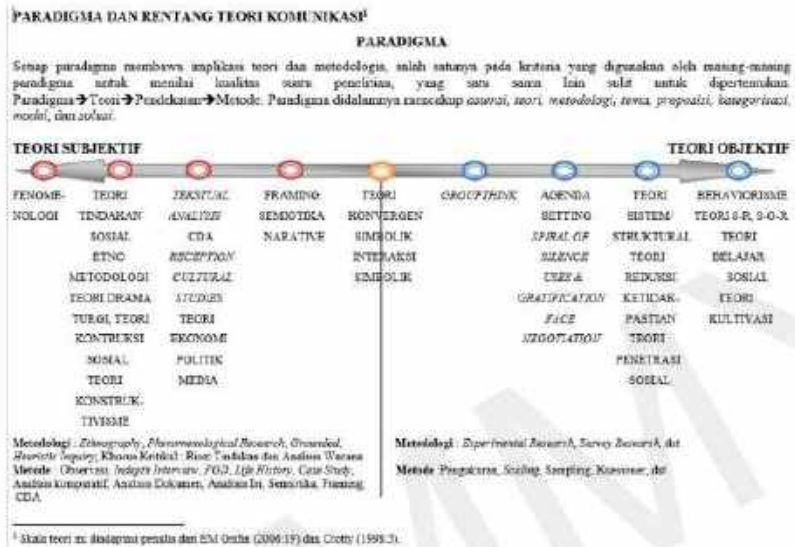 PARADIGMA DAN RENTANG TEORI KOMUNIKASI¹
PARADIGMA
Setiap paradigma membawa implikasi teori dan metodologis, salah satunya pada kriteria yang digunakan oleh masing-masing
paradigma untuk menilai kualitas suatu penelitian, yang satu sama lain sulit untuk dipertemukan.
Paradigma➔Teori➔Pendekatan➔Metode. Paradigma didalamnya mencakup asumsi, teori, metodologi, tema, proposisi, kategorisasi,
model, dan solusi.
TEORI SUBJEKTIF
TEORI OBJEKTIF
FENOME-
NOLOGI
TEORI
TINDAKAN
SOSIAL
ETNO
METODOLOGI
TEORI DRAMA
TURGI, TEORI
KONTRUKSI
SOSIAL
TEORI
KONSTRUK-
TIVISME
TEKSTUAL
ANALYSIS
CDA
RECEPTION
CULTURAL
STUDIES
TEORI
EKONOMI
POLITIK
MEDIA
FRAMING
SEMIOTIKA
NARATIVE
TEORI
KONVERGEN
SIMBOLIK
INTERAKSI
SIMBOLIK
GROUPTHINK
AGENDA
SETTING
SPIRAL OF
SILENCE
USES &
GRATIFICATION
FACE
NEGOTIATION
TEORI
SISTEM/
STRUKTURAL
TEORI
REDUKSI
KETIDAK-
PASTIAN
TEORI
PENETRASI
SOSIAL
BEHAVIORISME
TEORI S-R, S-O-R
TEORI
BELAJAR
SOSIAL
TEORI
KULTIVASI
Metodologi : Ethnography, Phenomenological Research, Grounded,
Heuristic Inquiry, Khusus Kritikal : Riset Tindakan dan Analisis Wacana
Metode : Observasi, Indepth Interview, FGD, Life History, Case Study,
Analisis komparatif, Analisis Dokumen, Analisis Isi, Semiotika, Framing,
CDA
Metodologi : Experimental Research, Survey Research, dst
Metode : Pengukuran, Scaling, Sampling, Kuesioner, dst
¹ Skala teori ini diadaptasi penulis dari EM Griffin (2006:19) dan Crotty (1998:5).